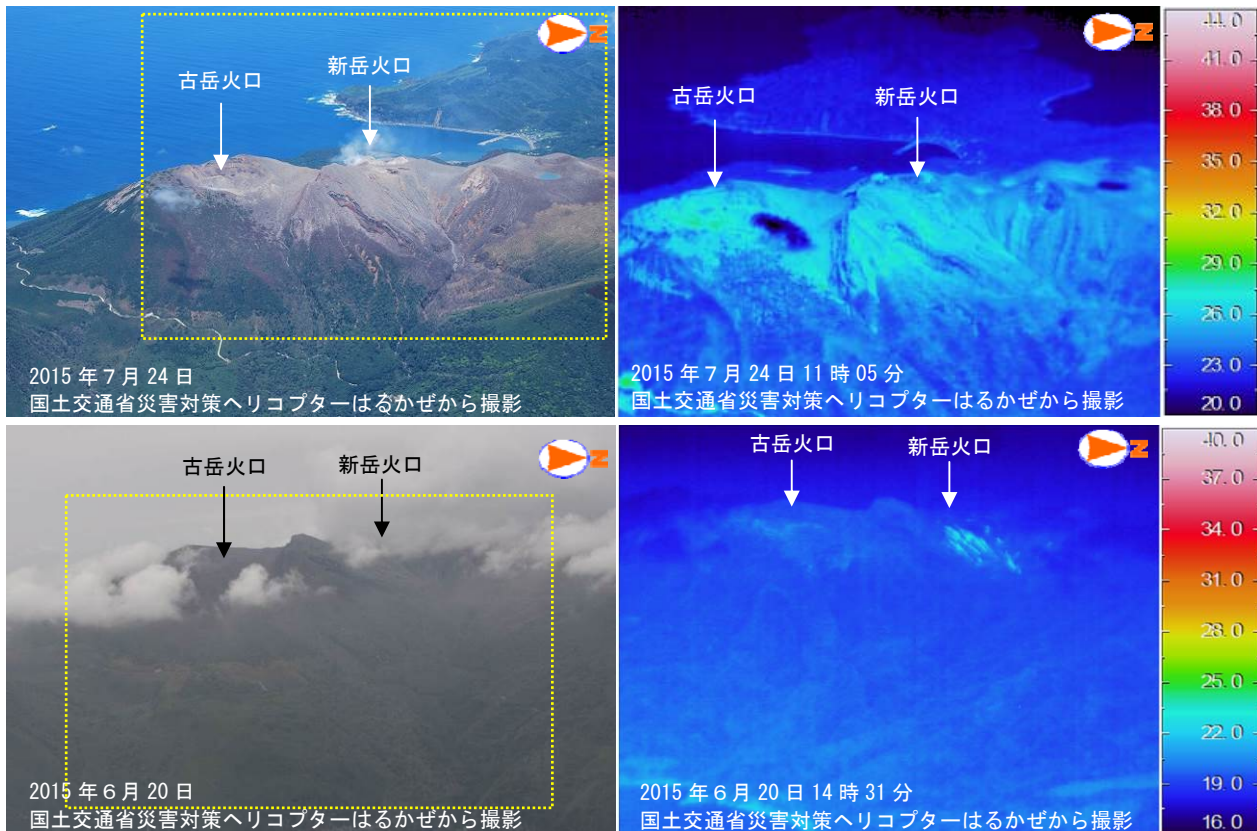 N
古岳火口
新岳火口
2015 年７月 24 日
国土交通省災害対策ヘリコプターはるかぜから撮影
N
古岳火口
新岳火口
2015 年７月 24 日 11 時 05 分
国土交通省災害対策ヘリコプターはるかぜから撮影
44.0
41.0
38.0
35.0
32.0
29.0
26.0
23.0
20.0
N
古岳火口
新岳火口
2015 年６月 20 日
国土交通省災害対策ヘリコプターはるかぜから撮影
N
古岳火口
新岳火口
2015 年６月 20 日 14 時 31 分
国土交通省災害対策ヘリコプターはるかぜから撮影
40.0
37.0
34.0
31.0
28.0
25.0
22.0
19.0
16.0